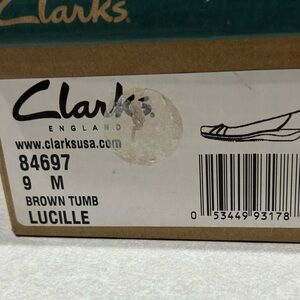 Clarks
Clarks
ENGLAND
www.clarksusa.com
84697
9 M
BROWN TUMB
LUCILLE
0 53449 93178